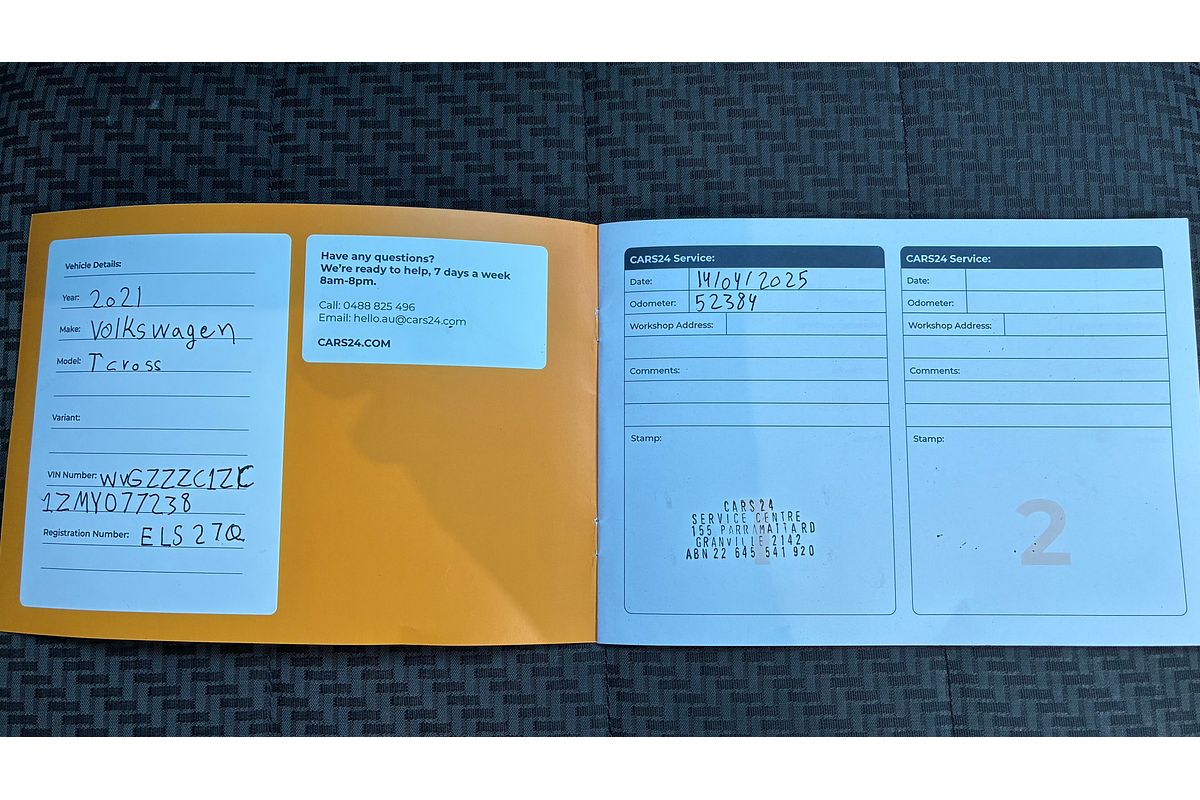 Vehicle Details:
Year: 2021
Make: Volkswagen
Model: T cross
Variant:
VIN Number: WVGZZZC1ZK
1ZMY077238
Registration Number: ELS27Q
Have any questions?
We're ready to help, 7 days a week
8am-8pm.
Call: 0488 825 496
Email: hello.au@cars24.com
CARS24.COM
CARS24 Service:
Date: 14/04/2025
Odometer: 52384
Workshop Address:
Comments:
Stamp:
CARS24
SERVICE CENTRE
155 PARRAMATTA RD
GRANVILLE 2142
ABN 22 645 541 920
1
CARS24 Service:
Date:
Odometer:
Workshop Address:
Comments:
Stamp:
2